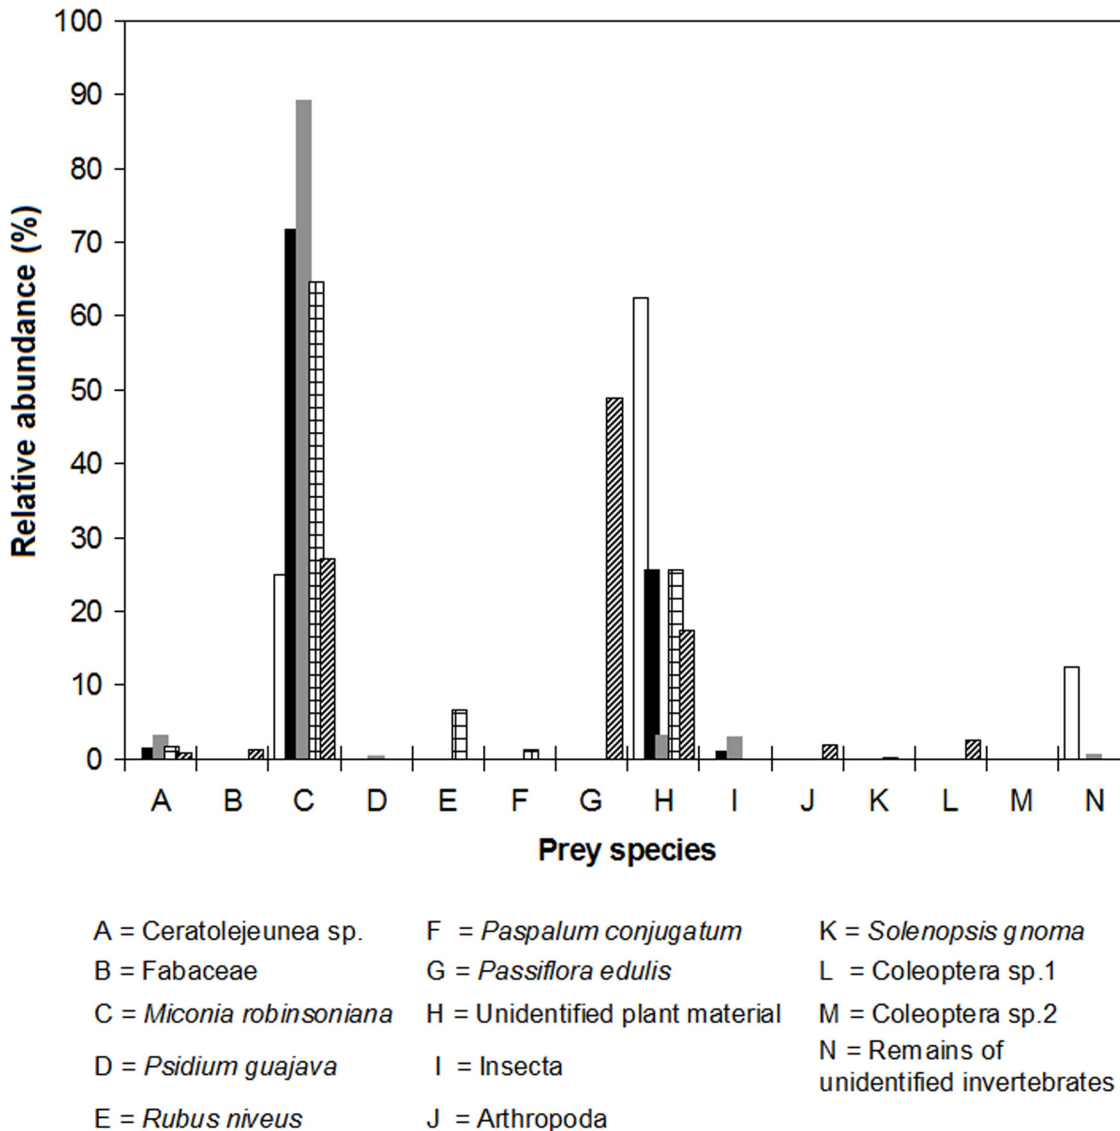 Relative abundance (%)
100
90
80
70
60
50
40
30
20
10
0
A B C D E F G H I J K L M N
Prey species
A = Ceratolejeunea sp.
B = Fabaceae
C = Miconia robinsoniana
D = Psidium guajava
E = Rubus niveus
F = Paspalum conjugatum
G = Passiflora edulis
H = Unidentified plant material
I = Insecta
J = Arthropoda
K = Solenopsis gnoma
L = Coleoptera sp.1
M = Coleoptera sp.2
N = Remains of
unidentified invertebrates